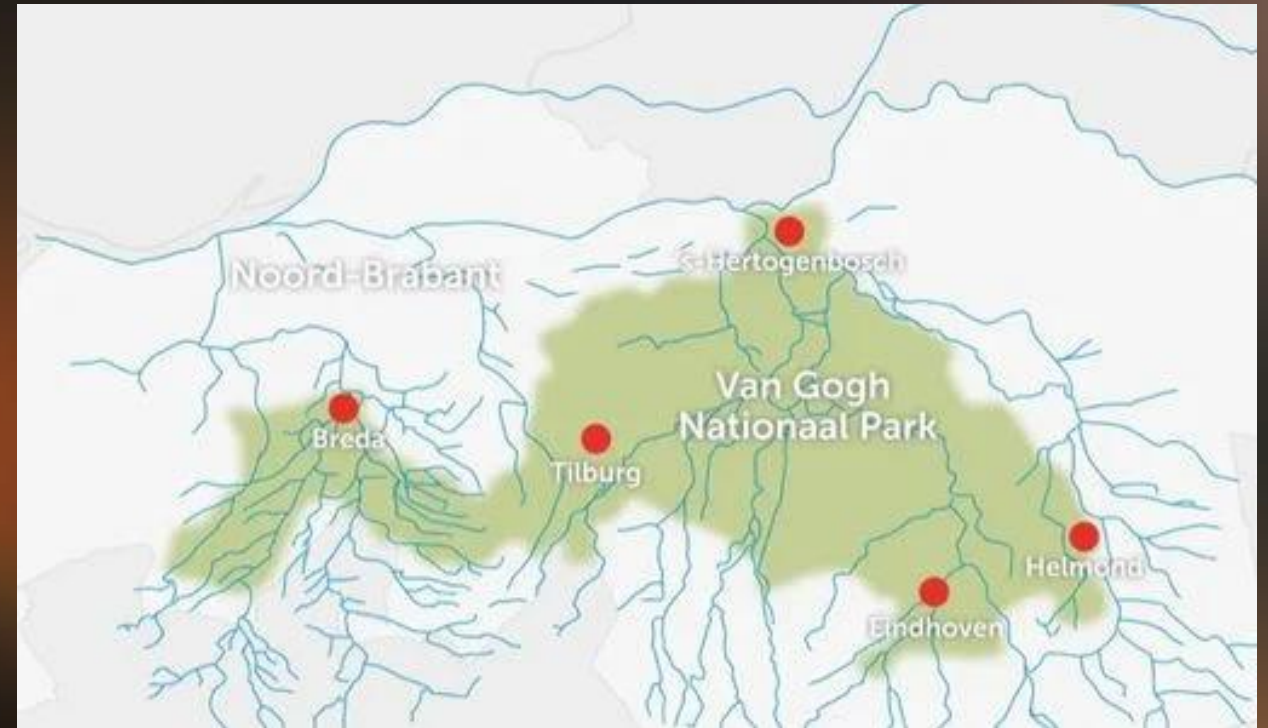 's-Hertogenbosch
Noord-Brabant
Van Gogh
Nationaal Park
Breda
Tilburg
Helmond
Eindhoven